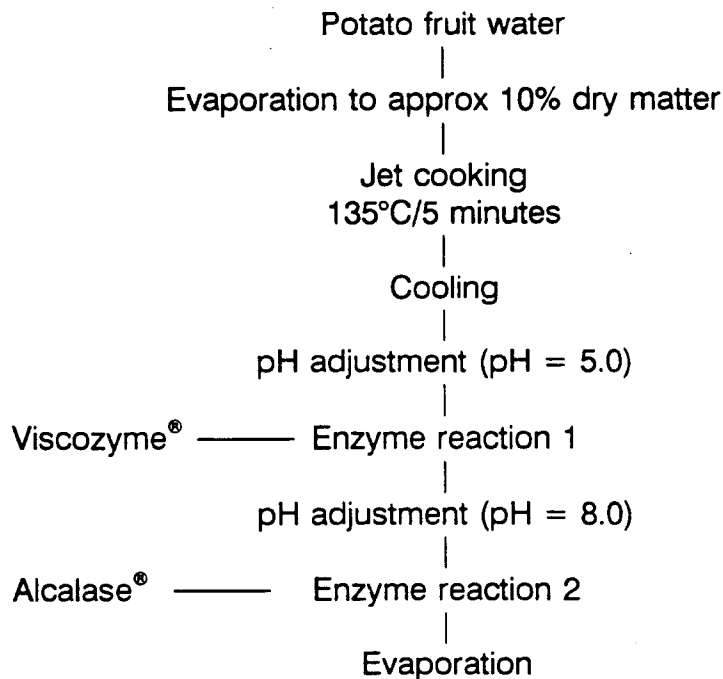 Potato fruit water
Evaporation to approx 10% dry matter
Jet cooking
135°C/5 minutes
Cooling
pH adjustment (pH = 5.0)
Viscozyme® Enzyme reaction 1
pH adjustment (pH = 8.0)
Alcalase® Enzyme reaction 2
Evaporation